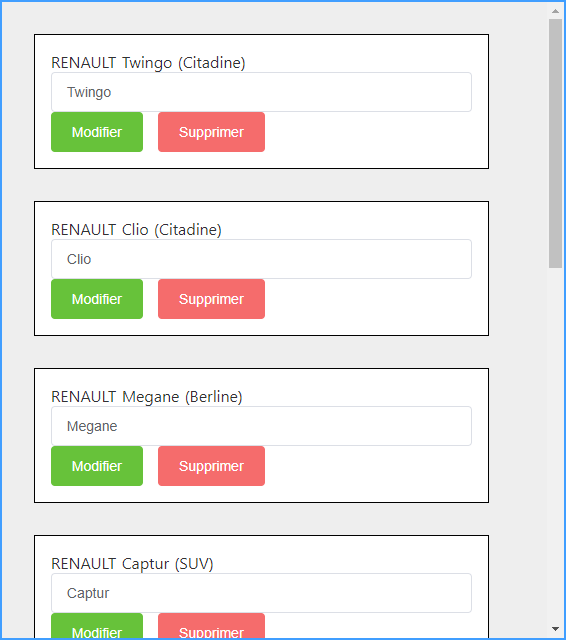 RENAULT Twingo (Citadine)
Twingo
Modifier Supprimer
RENAULT Clio (Citadine)
Clio
Modifier Supprimer
RENAULT Megane (Berline)
Megane
Modifier Supprimer
RENAULT Captur (SUV)
Captur
Modifier Supprimer